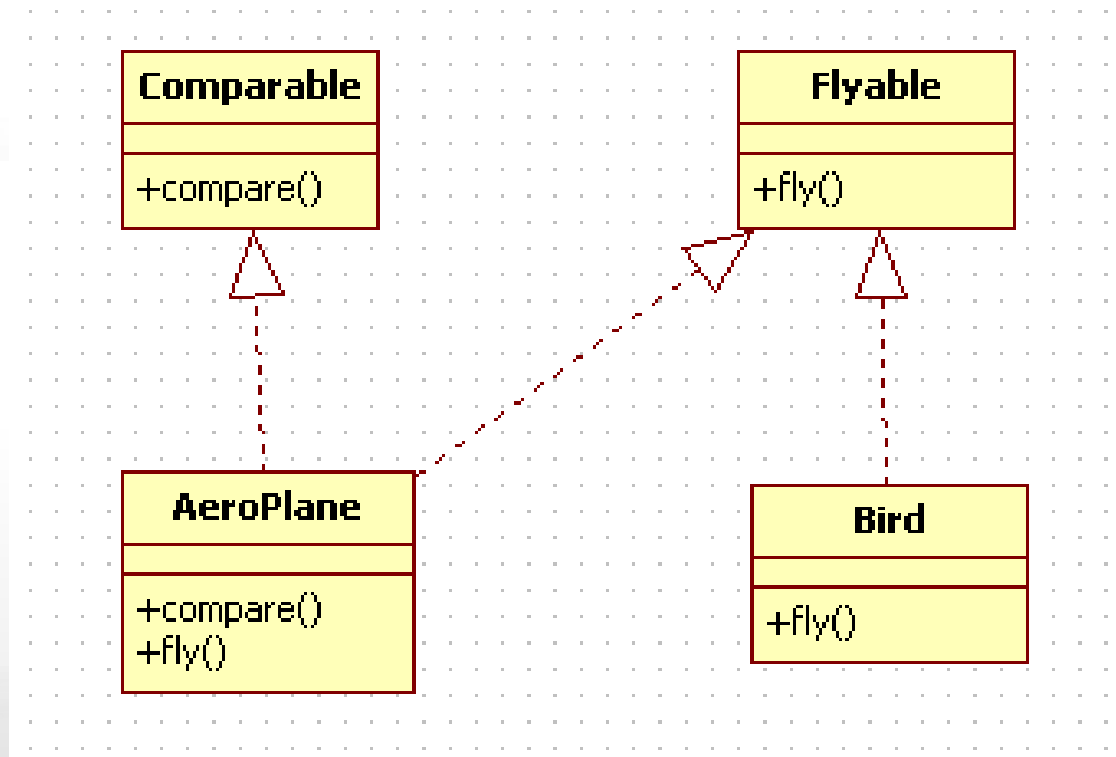 Comparable
+compare()
Flyable
+fly()
AeroPlane
+compare()
+fly()
Bird
+fly()